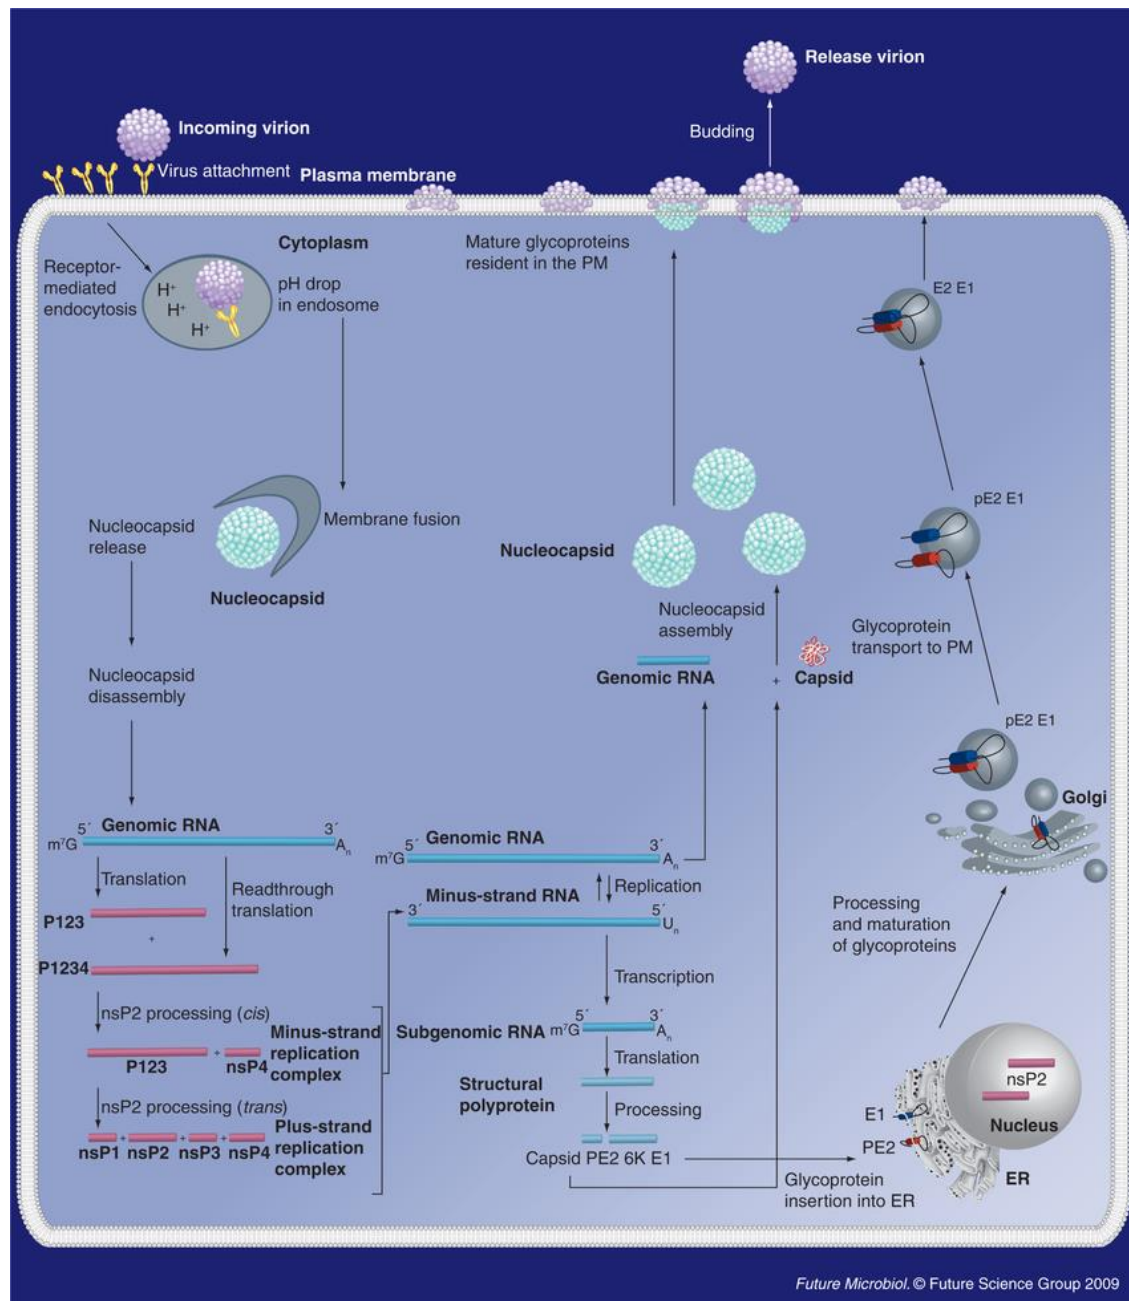 Release virion
Budding
Incoming virion
Virus attachment
Plasma membrane
Cytoplasm
Receptor-
mediated
endocytosis
H⁺
H⁺
H⁺
pH drop
in endosome
Mature glycoproteins
resident in the PM
E2 E1
Nucleocapsid
release
Membrane fusion
Nucleocapsid
Nucleocapsid
pE2 E1
Nucleocapsid
assembly
Glycoprotein
transport to PM
Genomic RNA
+
Capsid
Nucleocapsid
disassembly
pE2 E1
Golgi
5´ Genomic RNA 3´
m⁷G Aₙ
Translation
Readthrough
translation
P123
+
P1234
nsP2 processing (cis)
P123 + nsP4
Minus-strand
replication
complex
nsP2 processing (trans)
nsP1 + nsP2 + nsP3 + nsP4
Plus-strand
replication
complex
5´ Genomic RNA 3´
m⁷G Aₙ
Replication
Minus-strand RNA
3´ 5´
Uₙ
Transcription
Subgenomic RNA
5´ 3´
m⁷G Aₙ
Translation
Structural
polyprotein
Processing
Capsid PE2 6K E1
Glycoprotein
insertion into ER
Processing
and maturation
of glycoproteins
nsP2
Nucleus
E1
PE2
ER
Future Microbiol. © Future Science Group 2009